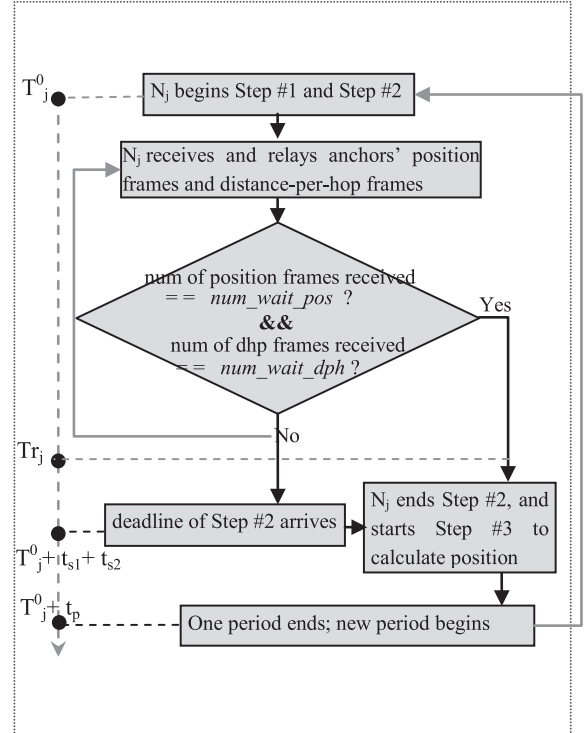 T⁰j
Nj begins Step #1 and Step #2
Nj receives and relays anchors' position
frames and distance-per-hop frames
num of position frames received
== num_wait_pos ?
&&
num of dhp frames received
== num_wait_dph ?
Yes
No
Trj
Nj ends Step #2, and
starts Step #3 to
calculate position
deadline of Step #2 arrives
T⁰j+ ts1+ ts2
T⁰j+ tp
One period ends; new period begins